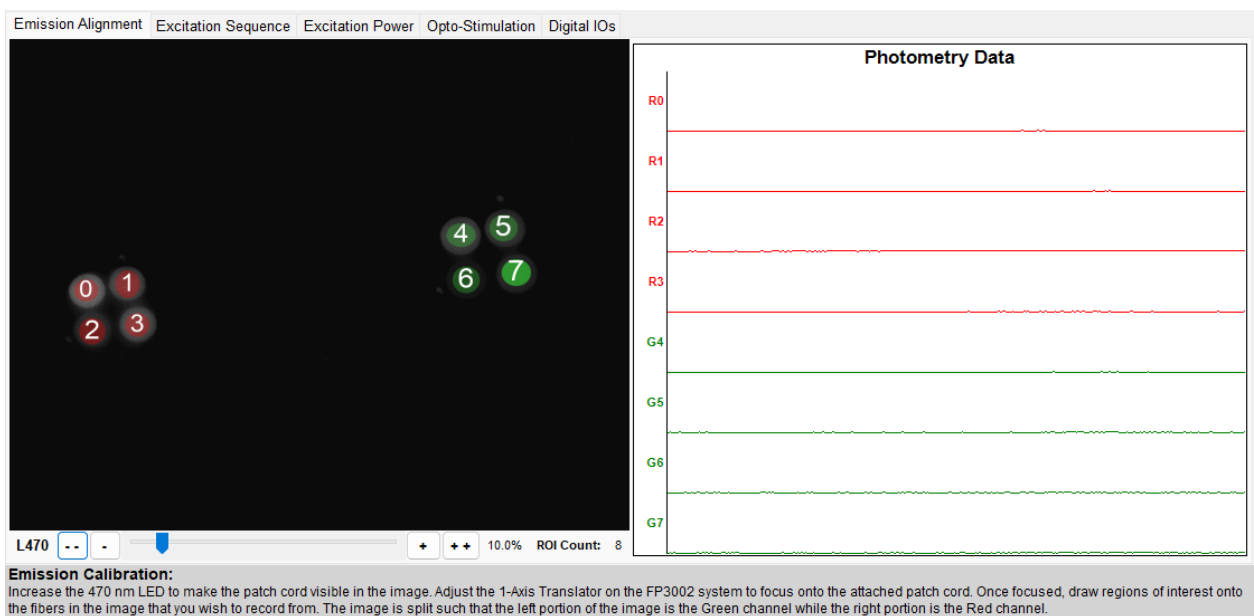 Emission Alignment Excitation Sequence Excitation Power Opto-Stimulation Digital IOs
Photometry Data
R0
R1
R2
R3
G4
G5
G6
G7
4 5
6 7
0 1
2 3
L470 -- - + ++ 10.0% ROI Count: 8
Emission Calibration:
Increase the 470 nm LED to make the patch cord visible in the image. Adjust the 1-Axis Translator on the FP3002 system to focus onto the attached patch cord. Once focused, draw regions of interest onto
the fibers in the image that you wish to record from. The image is split such that the left portion of the image is the Green channel while the right portion is the Red channel.